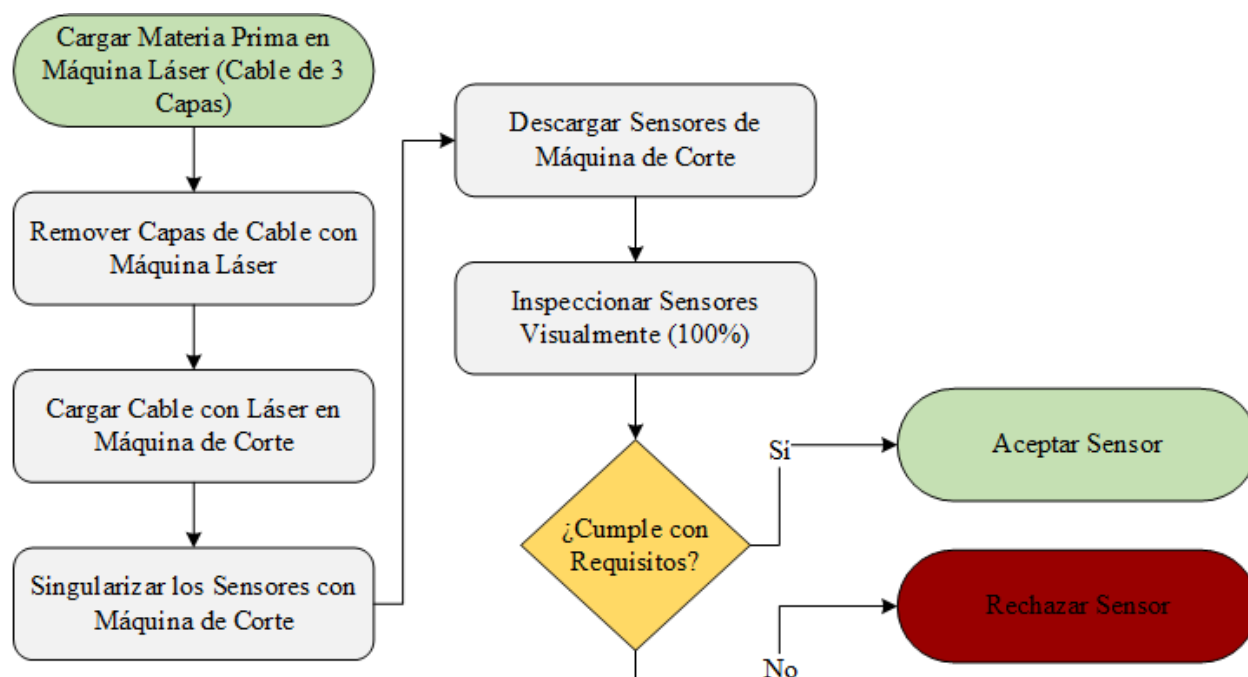 Cargar Materia Prima en
Máquina Láser (Cable de 3
Capas)
Remover Capas de Cable con
Máquina Láser
Cargar Cable con Láser en
Máquina de Corte
Singularizar los Sensores con
Máquina de Corte
Descargar Sensores de
Máquina de Corte
Inspeccionar Sensores
Visualmente (100%)
¿Cumple con
Requisitos?
Sí
Aceptar Sensor
No
Rechazar Sensor